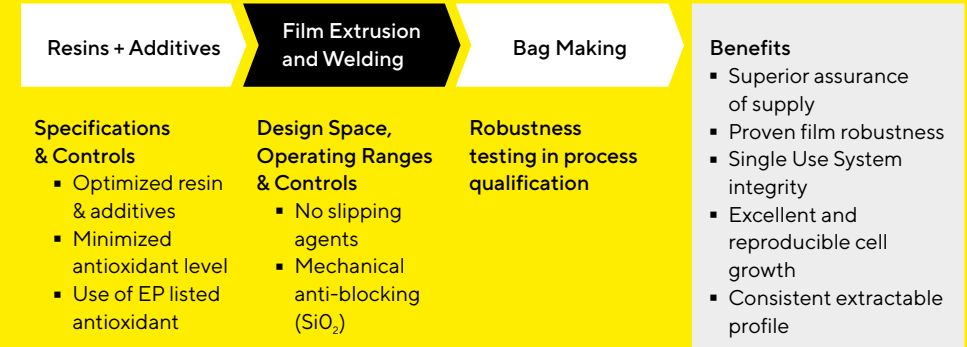 Resins + Additives
Film Extrusion
and Welding
Bag Making
Specifications
& Controls
▪ Optimized resin
& additives
▪ Minimized
antioxidant level
▪ Use of EP listed
antioxidant
Design Space,
Operating Ranges
& Controls
▪ No slipping
agents
▪ Mechanical
anti-blocking
(SiO₂)
Robustness
testing in process
qualification
Benefits
▪ Superior assurance
of supply
▪ Proven film robustness
▪ Single Use System
integrity
▪ Excellent and
reproducible cell
growth
▪ Consistent extractable
profile